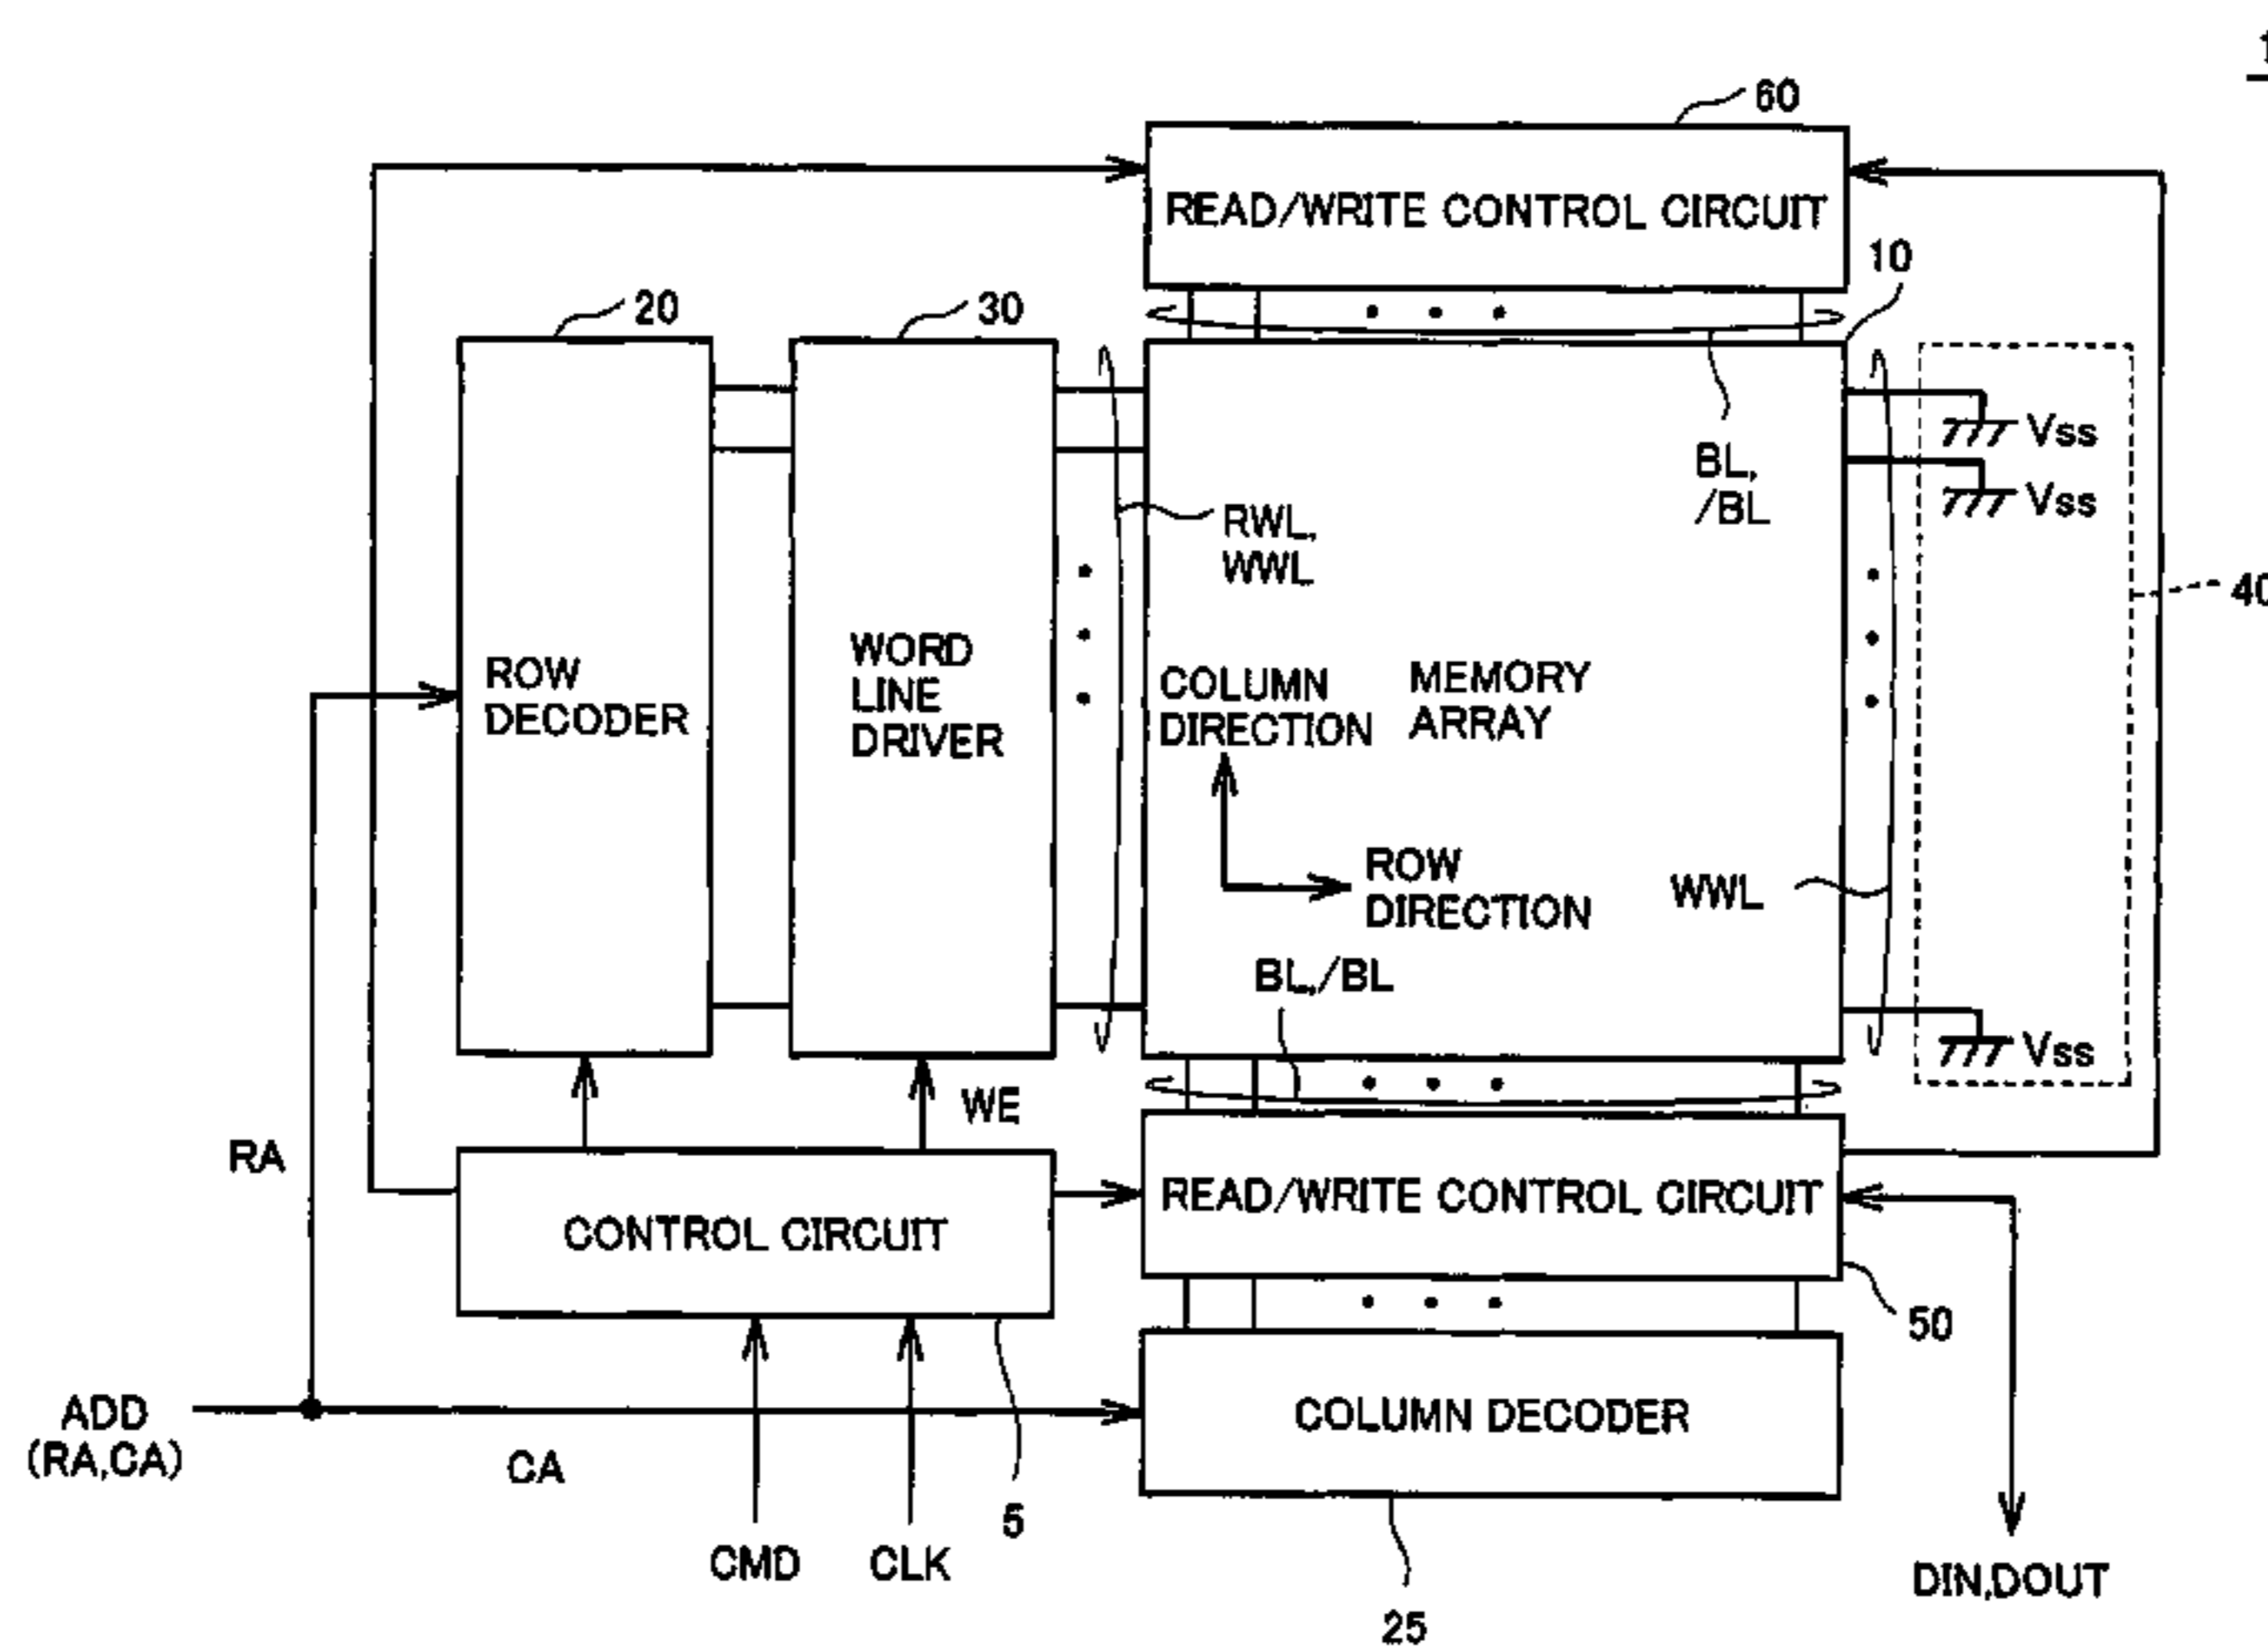 1
60
READ/WRITE CONTROL CIRCUIT
10
20
30
Vss
BL,
/BL
Vss
RWL,
WWL
40
ROW
DECODER
WORD
LINE
DRIVER
COLUMN
DIRECTION
MEMORY
ARRAY
ROW
DIRECTION
WWL
BL,/BL
Vss
WE
RA
READ/WRITE CONTROL CIRCUIT
CONTROL CIRCUIT
50
ADD
(RA,CA)
CA
COLUMN DECODER
5
CMD
CLK
DIN,DOUT
25